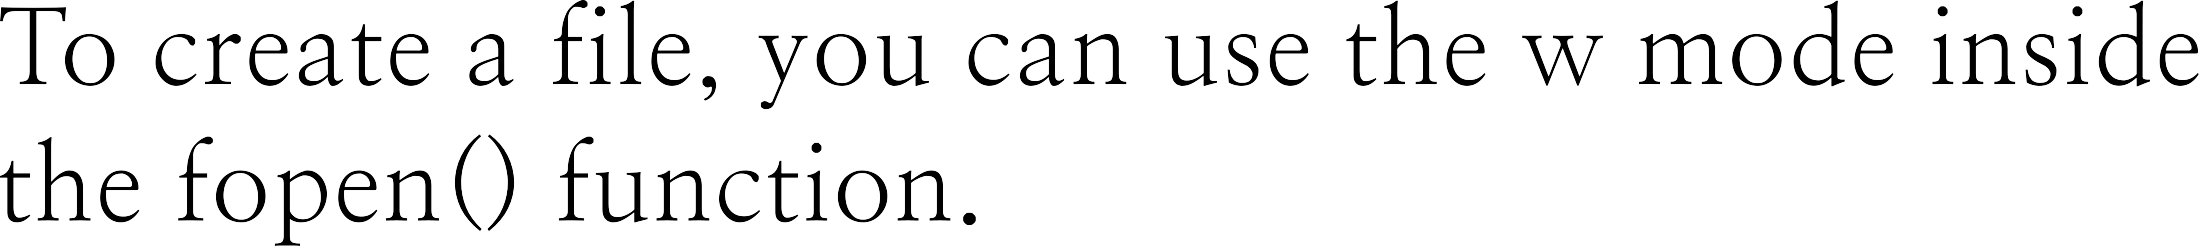 To create a file, you can use the w mode inside
the fopen() function.